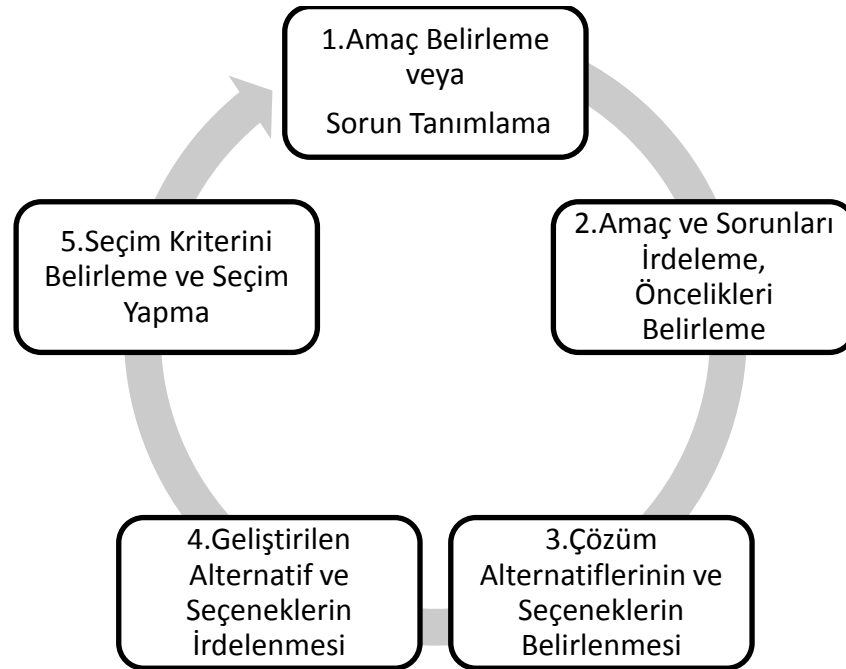 1.Amaç Belirleme
veya
Sorun Tanımlama
2.Amaç ve Sorunları
İrdeleme,
Öncelikleri
Belirleme
3.Çözüm
Alternatiflerinin ve
Seçeneklerin
Belirlenmesi
4.Geliştirilen
Alternatif ve
Seçeneklerin
İrdelenmesi
5.Seçim Kriterini
Belirleme ve Seçim
Yapma